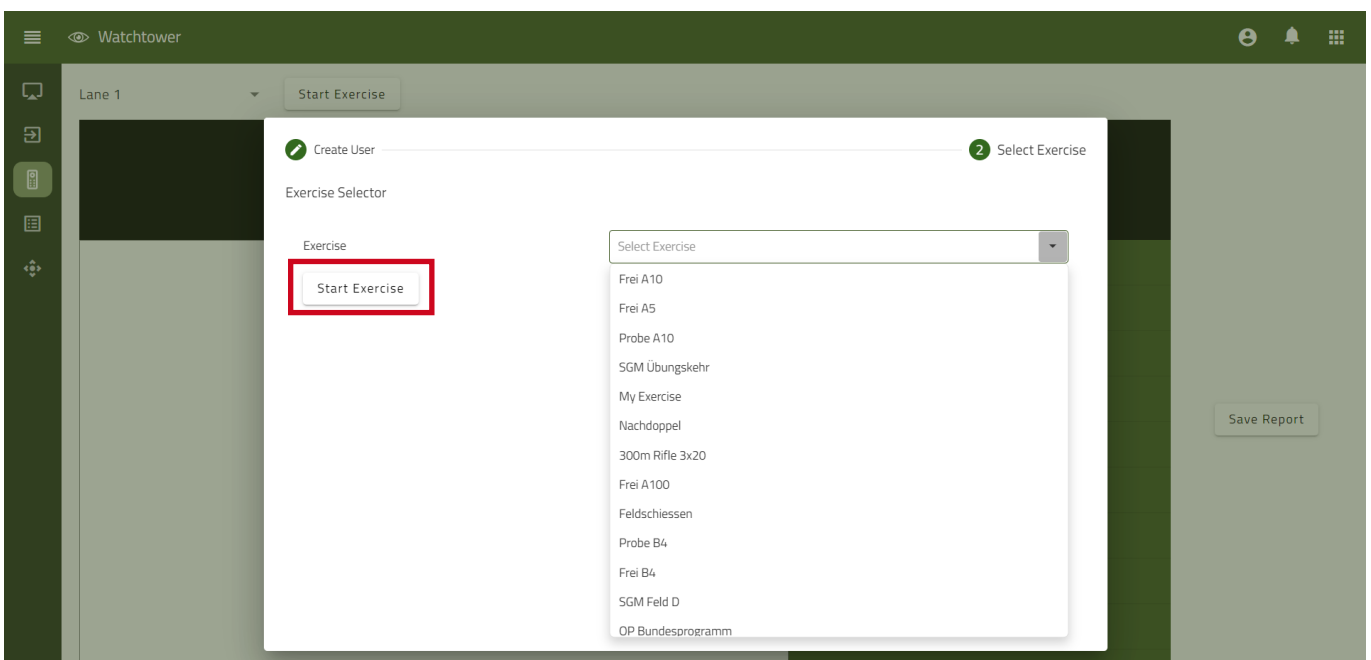 Watchtower
Lane 1
Start Exercise
Create User
2 Select Exercise
Exercise Selector
Exercise
Select Exercise
Start Exercise
Frei A10
Frei A5
Probe A10
SGM Übungskehr
My Exercise
Nachdoppel
300m Rifle 3x20
Frei A100
Feldschiessen
Probe B4
Frei B4
SGM Feld D
OP Bundesprogramm
Save Report